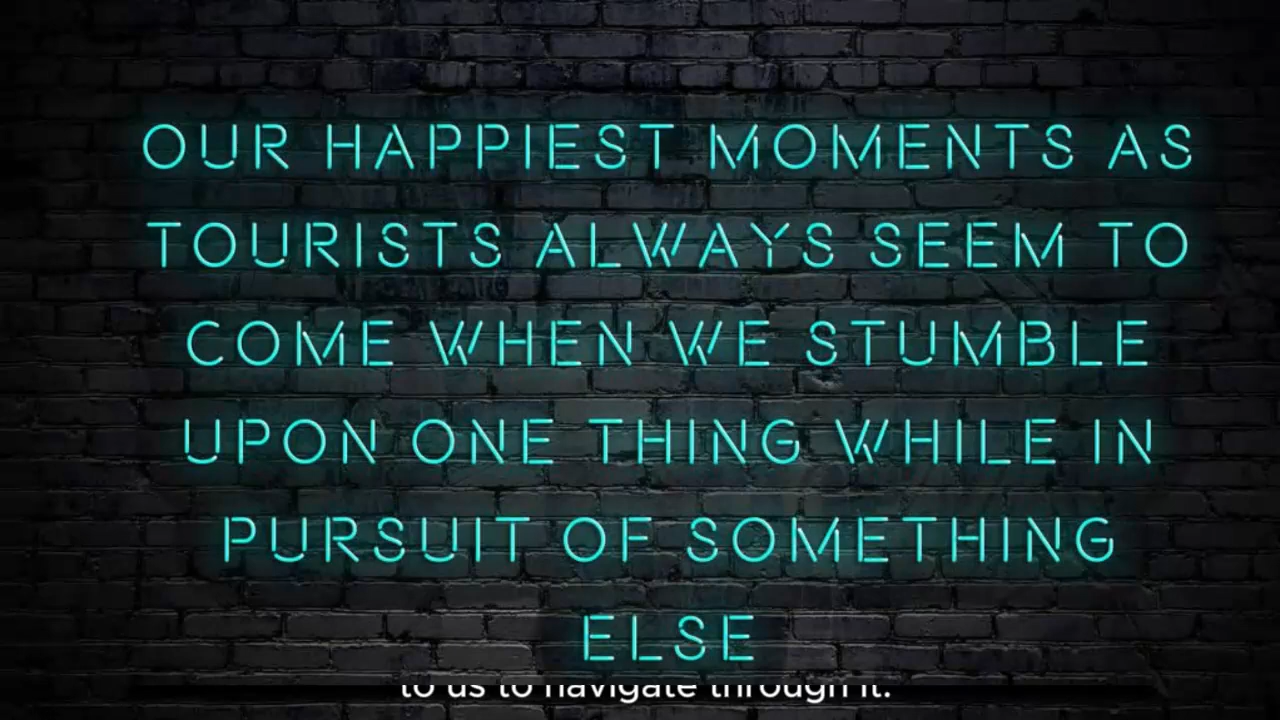 OUR HAPPIEST MOMENTS AS
TOURISTS ALWAYS SEEM TO
COME WHEN WE STUMBLE
UPON ONE THING WHILE IN
PURSUIT OF SOMETHING
ELSE
to us to navigate through it.